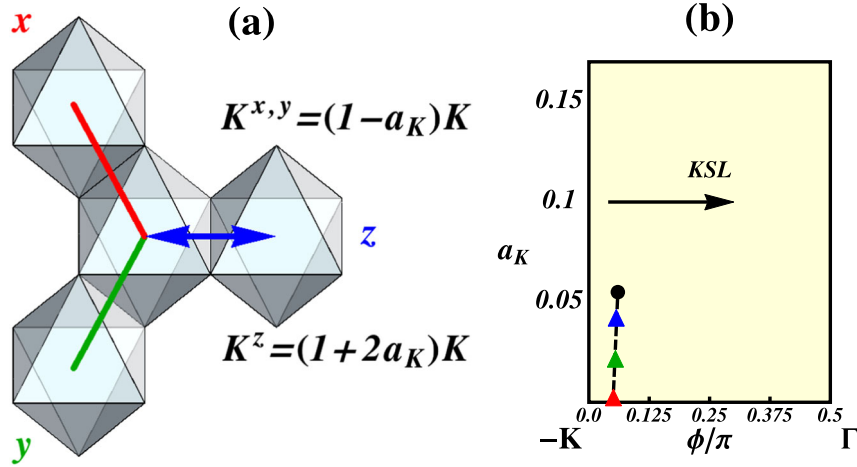 (a)
x
K^{x,y}=(1-a_K)K
z
K^z=(1+2a_K)K
y
(b)
0.15
KSL
0.1
a_K
0.05
0.0 0.125 0.25 0.375 0.5
-K ϕ/π Γ